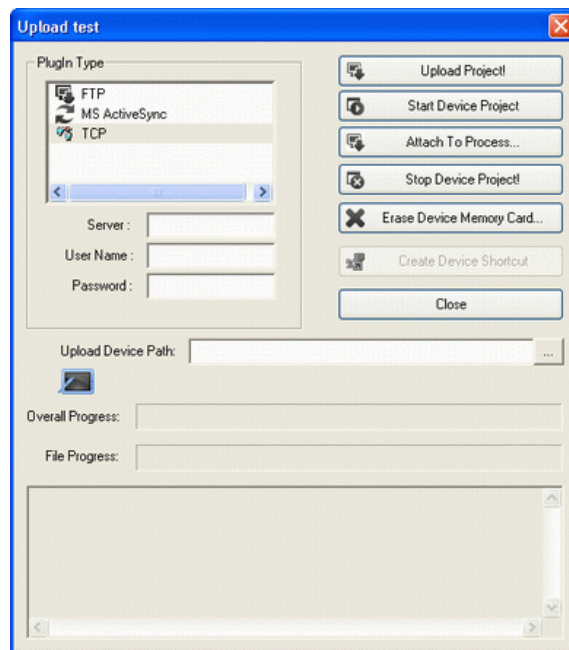 Upload test
PlugIn Type
FTP
MS ActiveSync
TCP
Server :
User Name :
Password :
Upload Project!
Start Device Project
Attach To Process...
Stop Device Project!
Erase Device Memory Card...
Create Device Shortcut
Close
Upload Device Path:
...
Overall Progress:
File Progress: